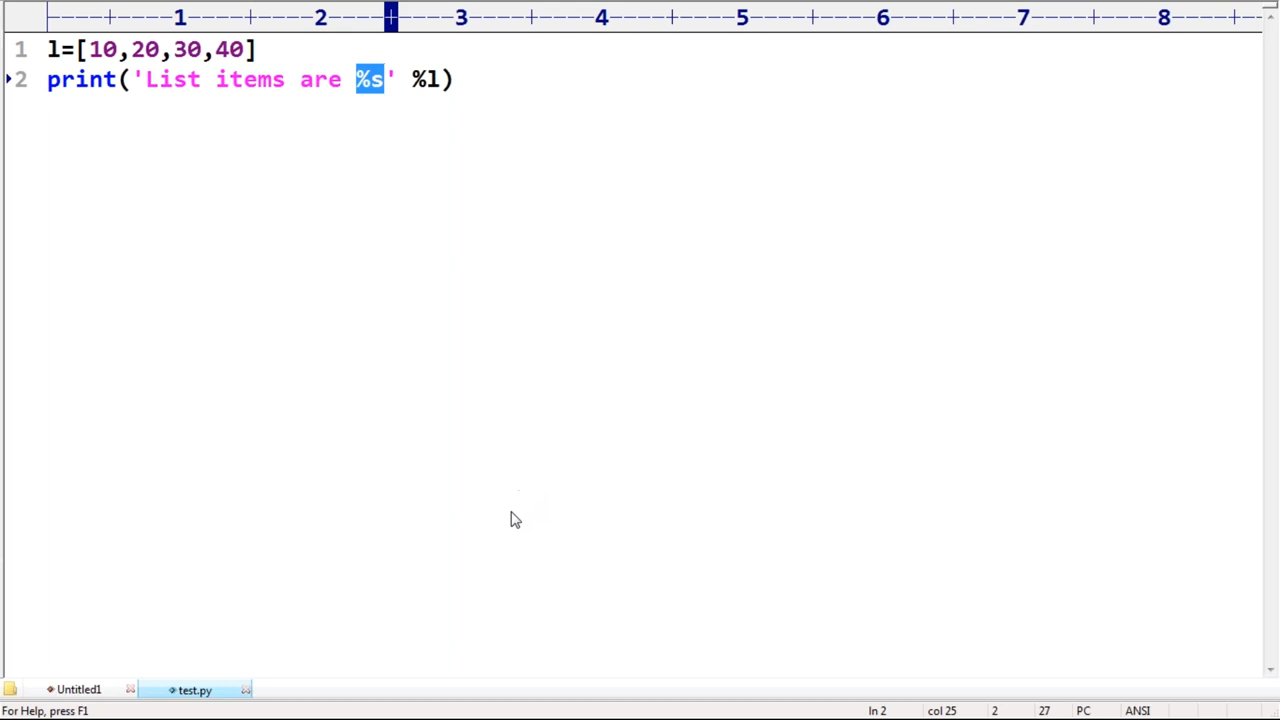 ----+----1----+----2----+----3----+----4----+----5----+----6----+----7----+----8----+-
1 l=[10,20,30,40]
2 print('List items are %s' %l)
Untitled1 test.py
For Help, press F1 ln 2 col 25 2 27 PC ANSI